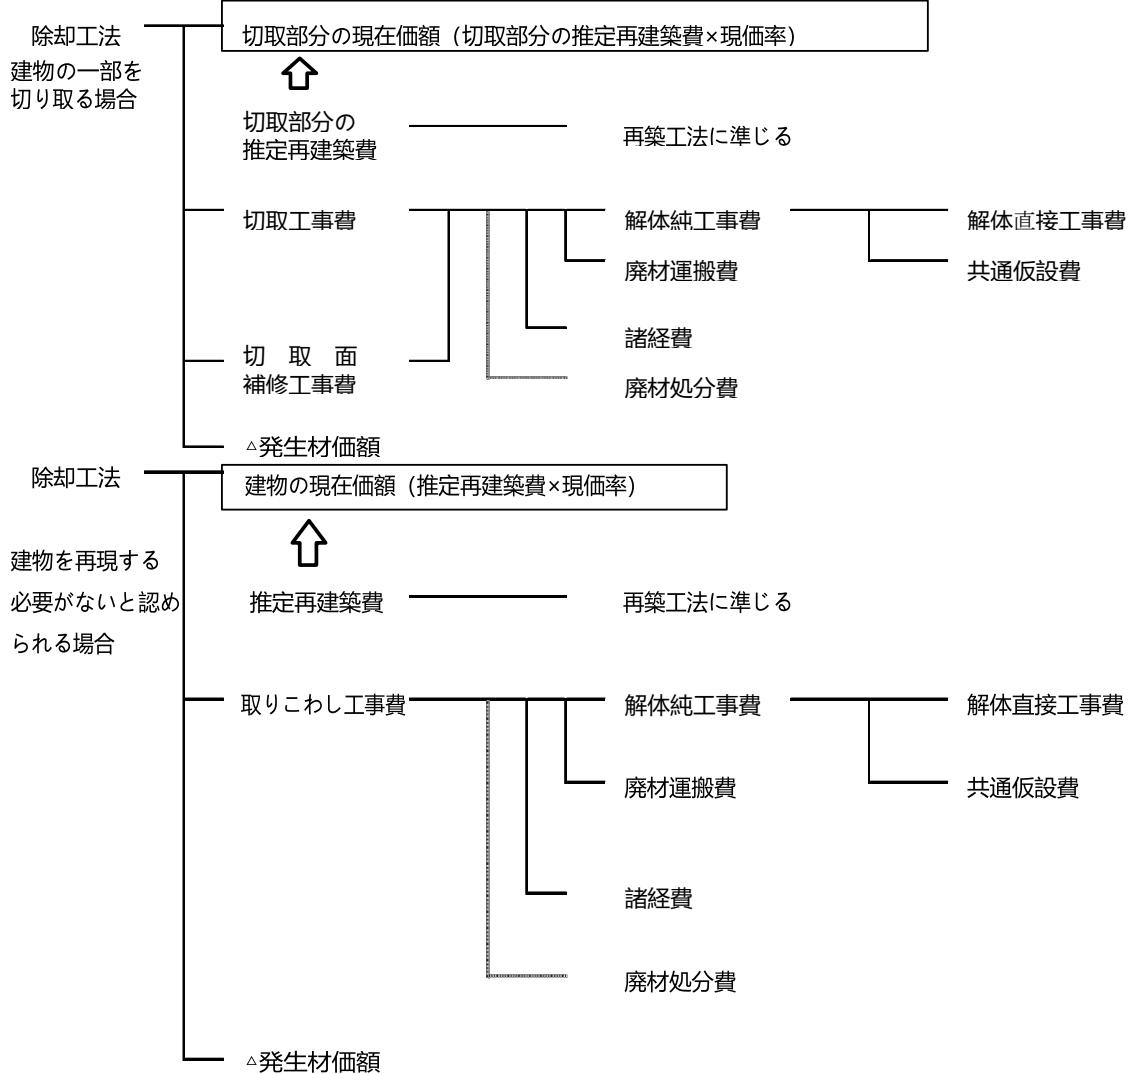 除却工法
切取部分の現在価額（切取部分の推定再建築費×現価率）
建物の一部を
切り取る場合
切取部分の
推定再建築費
再築工法に準じる
切取工事費
解体純工事費
解体直接工事費
廃材運搬費
共通仮設費
諸経費
切　取　面
補修工事費
廃材処分費
△発生材価額
除却工法
建物の現在価額（推定再建築費×現価率）
建物を再現する
必要がないと認め
られる場合
推定再建築費
再築工法に準じる
取りこわし工事費
解体純工事費
解体直接工事費
廃材運搬費
共通仮設費
諸経費
廃材処分費
△発生材価額